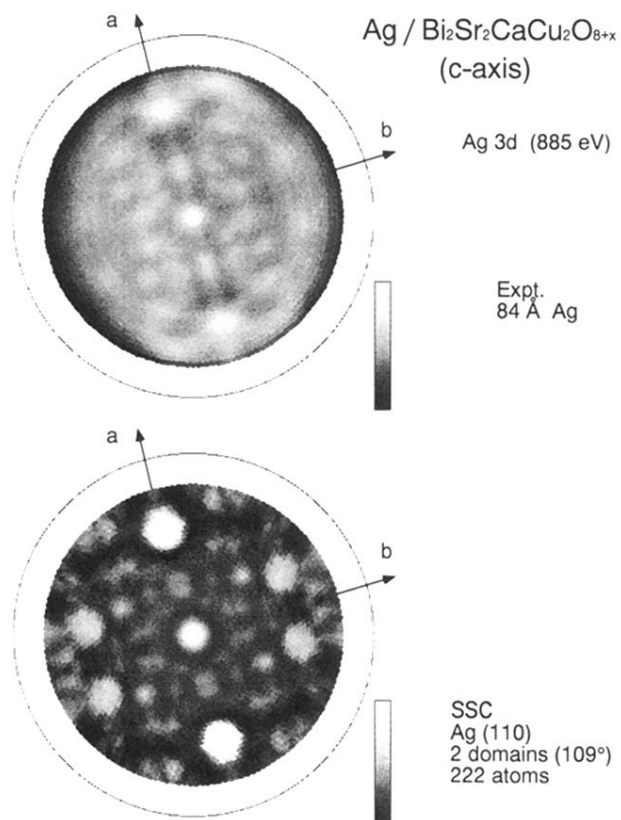 a
Ag / Bi₂Sr₂CaCu₂O₈₊ₓ
(c-axis)
b
Ag 3d (885 eV)
Expt.
84 Å Ag
a
b
SSC
Ag (110)
2 domains (109°)
222 atoms